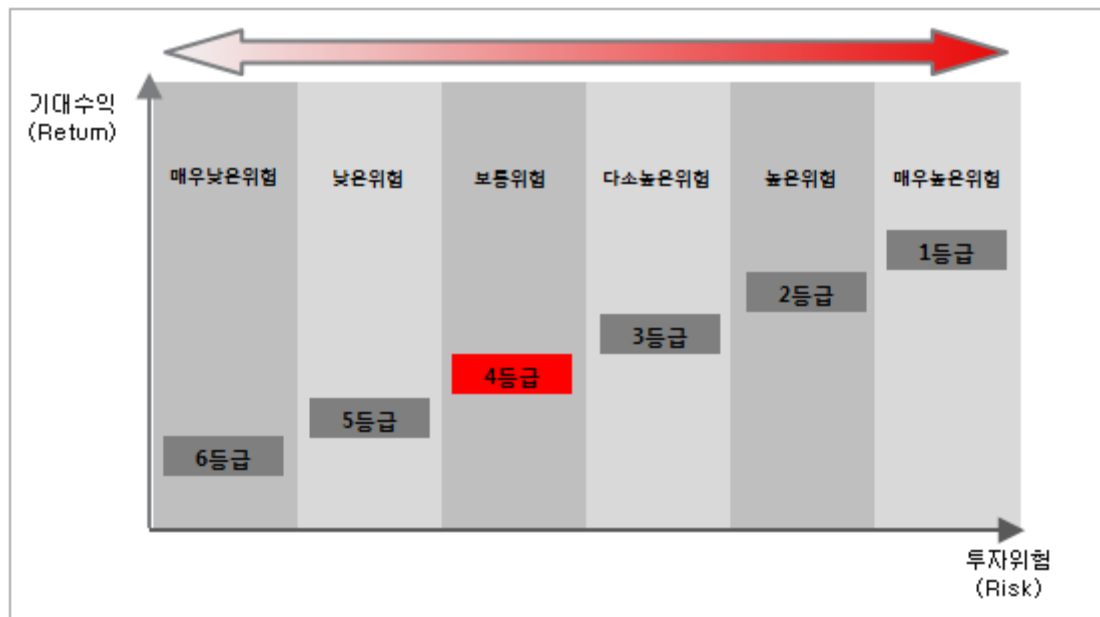 기대수익
(Return)
매우낮은위험
낮은위험
보통위험
다소높은위험
높은위험
매우높은위험
1등급
2등급
3등급
4등급
5등급
6등급
투자위험
(Risk)